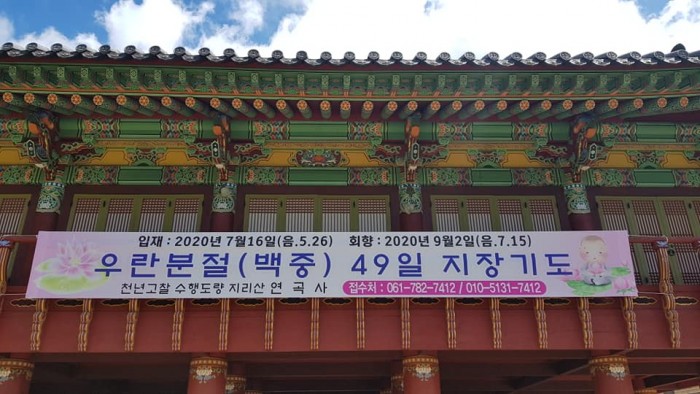 입재 : 2020년 7월16일(음.5.26) 회향 : 2020년 9월2일(음.7.15)
우란분절(백중) 49일 지장기도
천년고찰 수행도량 지리산 연곡사 접수처 : 061-782-7412 / 010-5131-7412